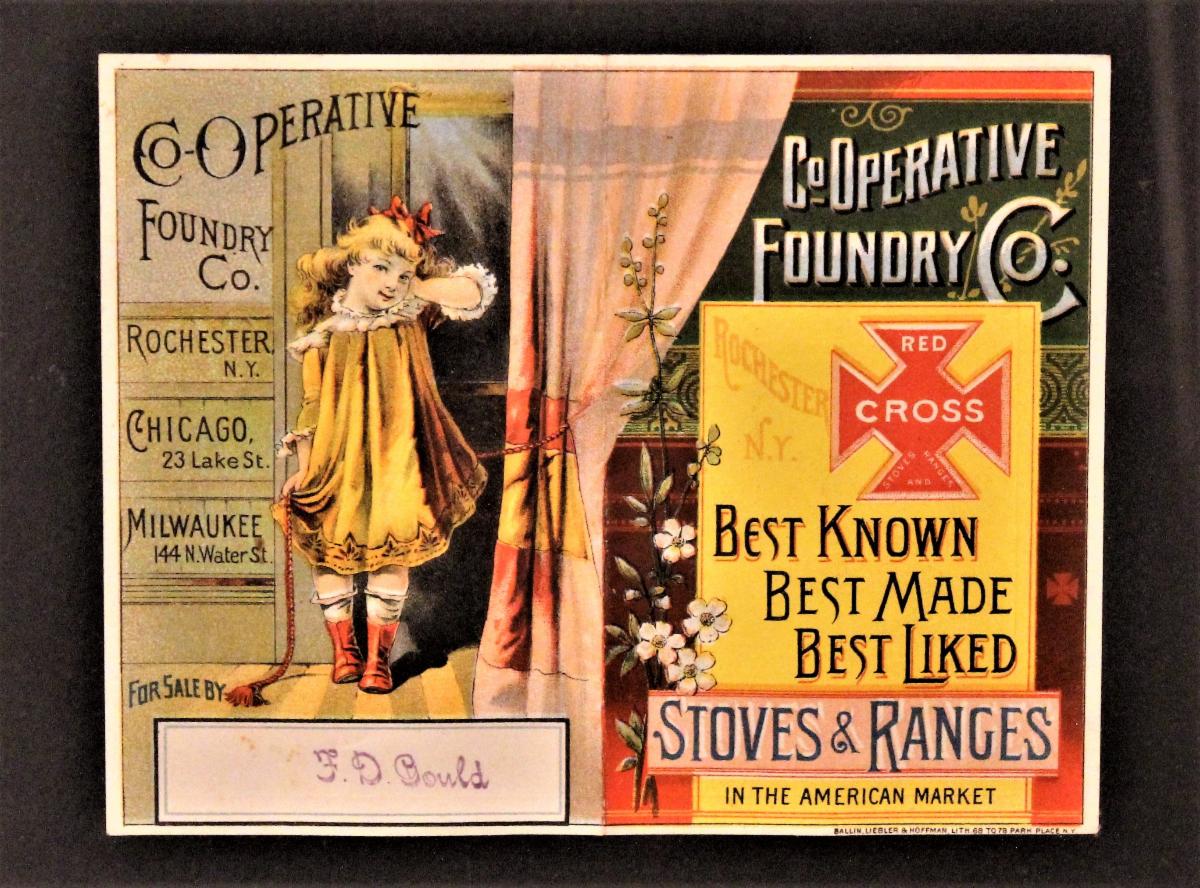 Co-Operative
Foundry
Co.
Rochester,
N.Y.
Chicago,
23 Lake St.
Milwaukee
144 N. Water St.
For Sale By
F. D. Gould
Co-Operative
Foundry Co.
Rochester
N.Y.
RED
CROSS
STOVES AND RANGES
Best Known
Best Made
Best Liked
Stoves & Ranges
IN THE AMERICAN MARKET
BALLIN, LIEBLER & HOFFMAN, LITH. 68 TO 78 PARK PLACE N.Y.